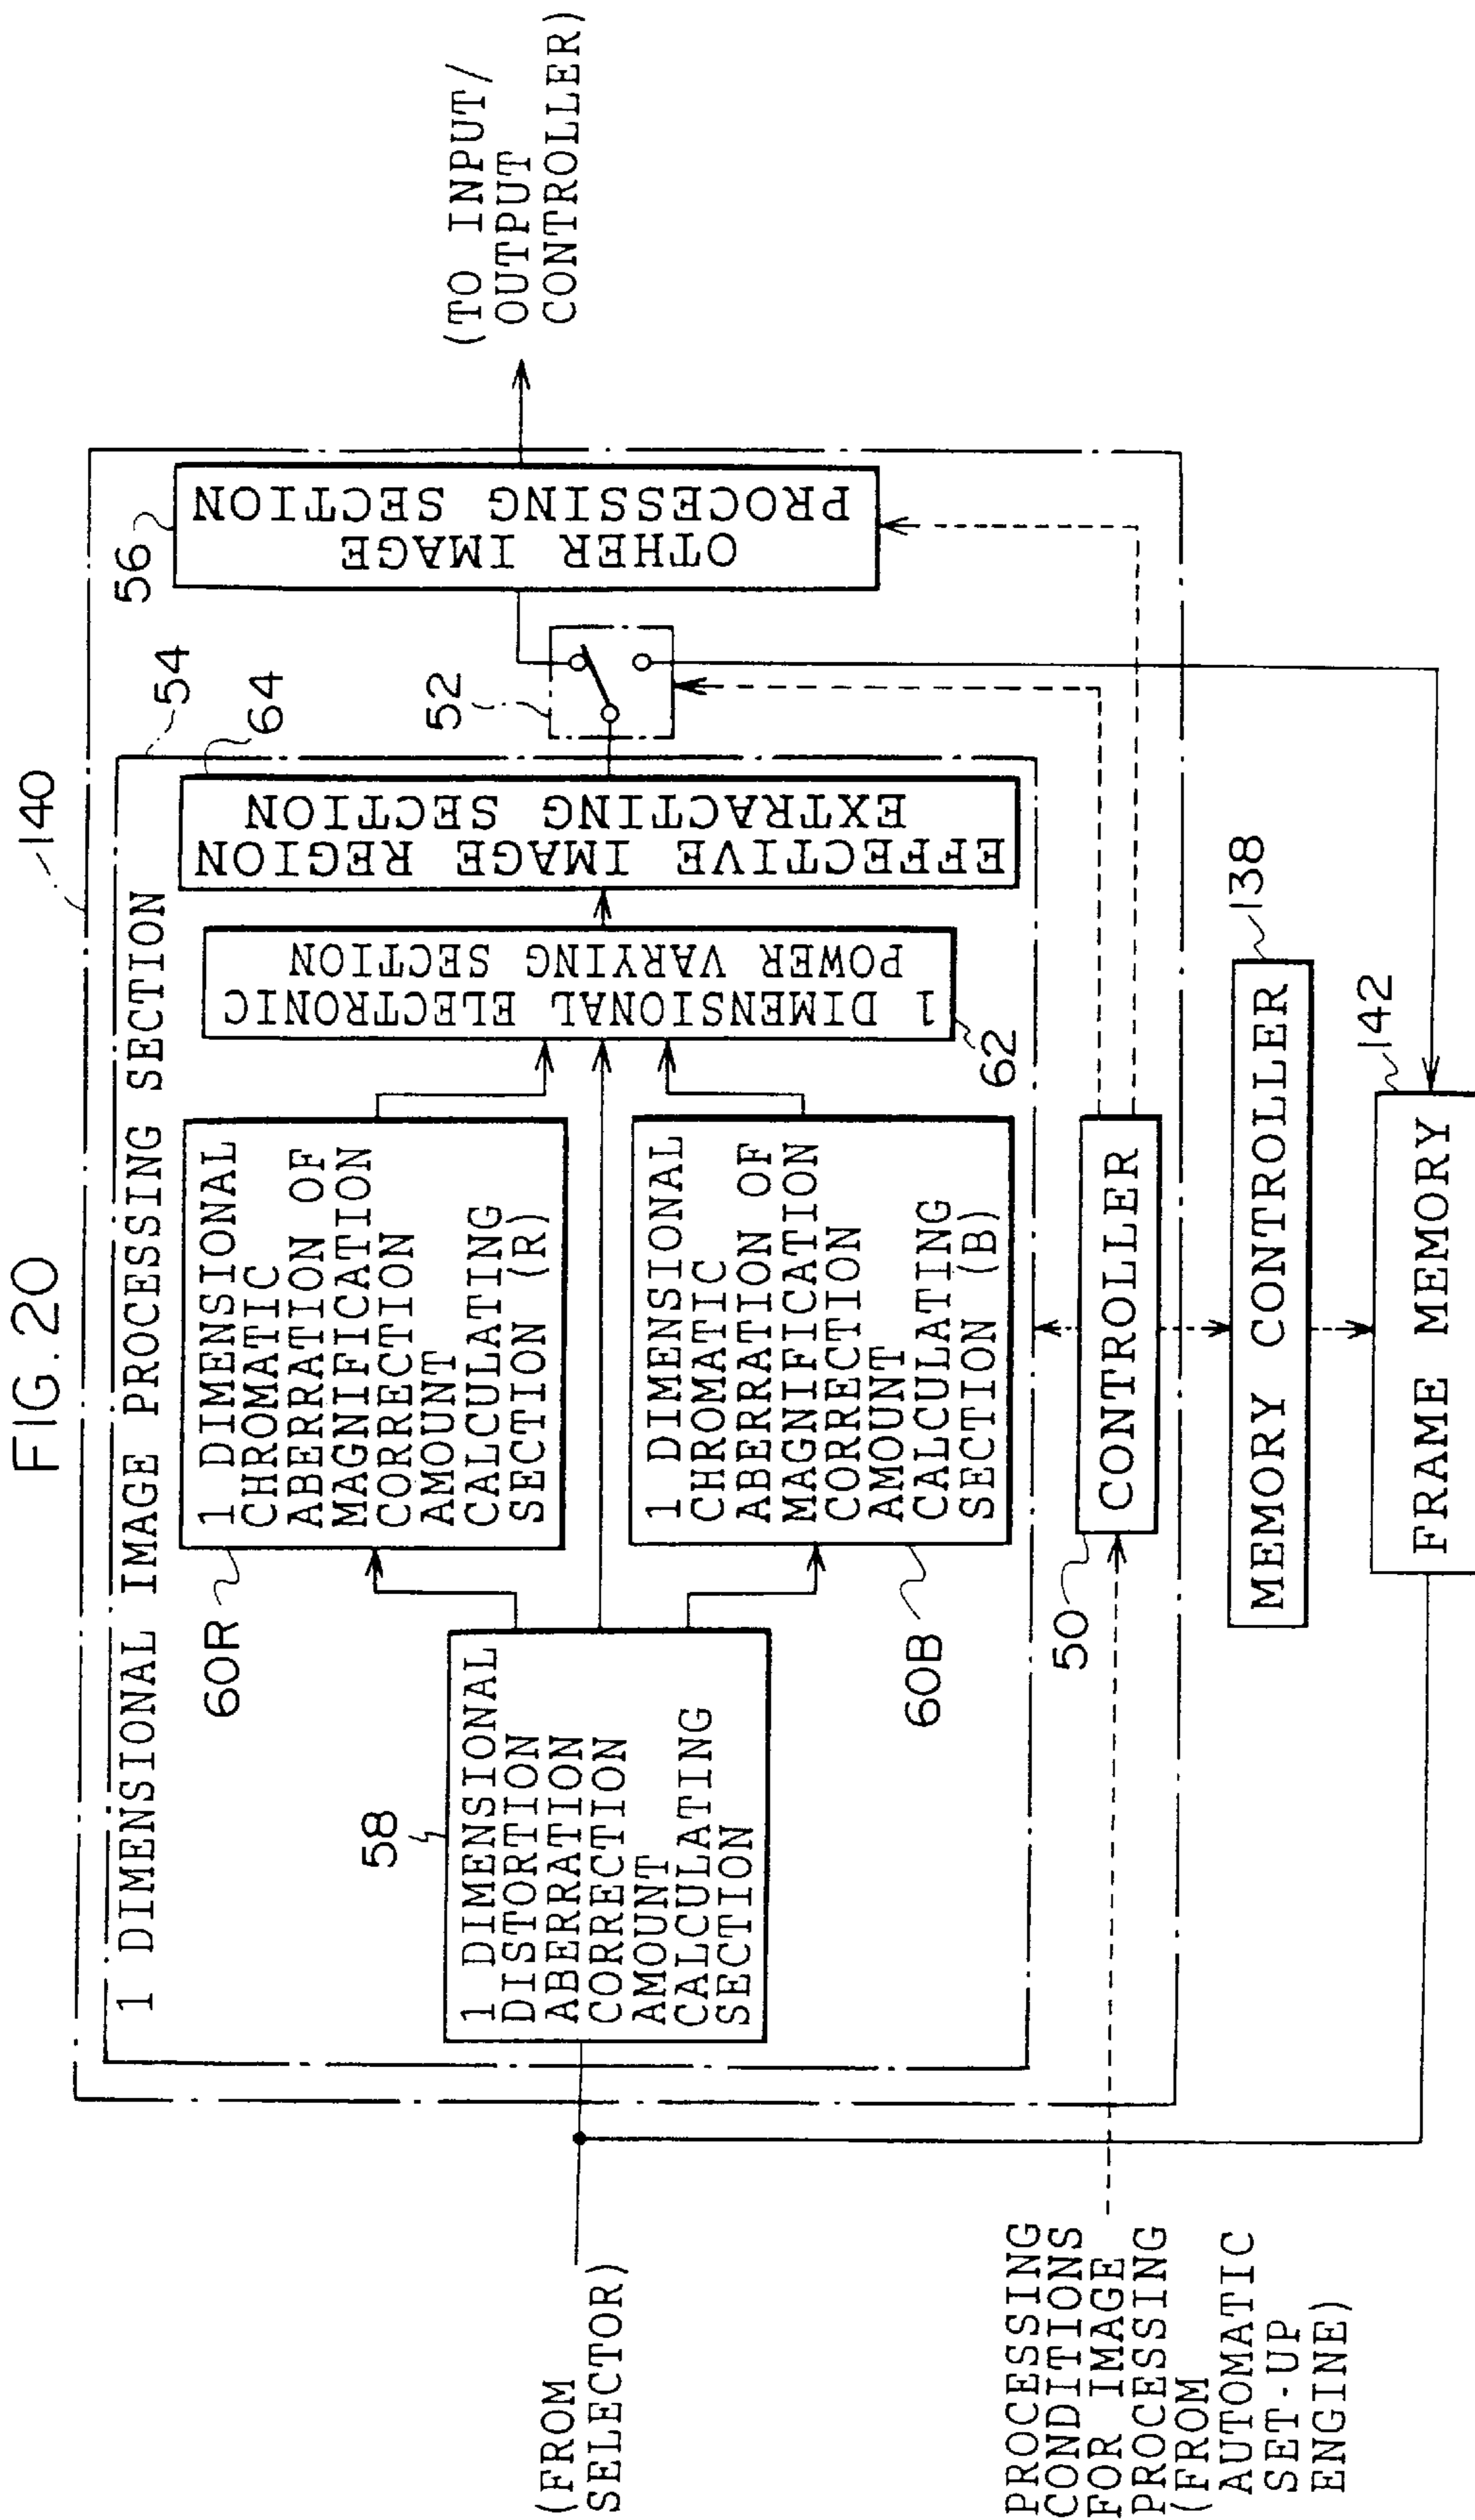 FIG. 20
140
1 DIMENSIONAL IMAGE PROCESSING SECTION
54
56
OTHER IMAGE
PROCESSING SECTION
(TO INPUT/
OUTPUT
CONTROLLER)
60R
1 DIMENSIONAL
CHROMATIC
ABERRATION OF
MAGNIFICATION
CORRECTION
AMOUNT
CALCULATING
SECTION (R)
64
EFFECTIVE IMAGE REGION
EXTRACTING SECTION
1 DIMENSIONAL ELECTRONIC
POWER VARYING SECTION
62
52
58
1 DIMENSIONAL
DISTORTION
ABERRATION
CORRECTION
AMOUNT
CALCULATING
SECTION
(FROM
SELECTOR)
60B
1 DIMENSIONAL
CHROMATIC
ABERRATION OF
MAGNIFICATION
CORRECTION
AMOUNT
CALCULATING
SECTION (B)
50
CONTROLLER
PROCESSING
CONDITIONS
FOR IMAGE
PROCESSING
(FROM
AUTOMATIC
SET-UP
ENGINE)
MEMORY CONTROLLER
138
FRAME MEMORY
142